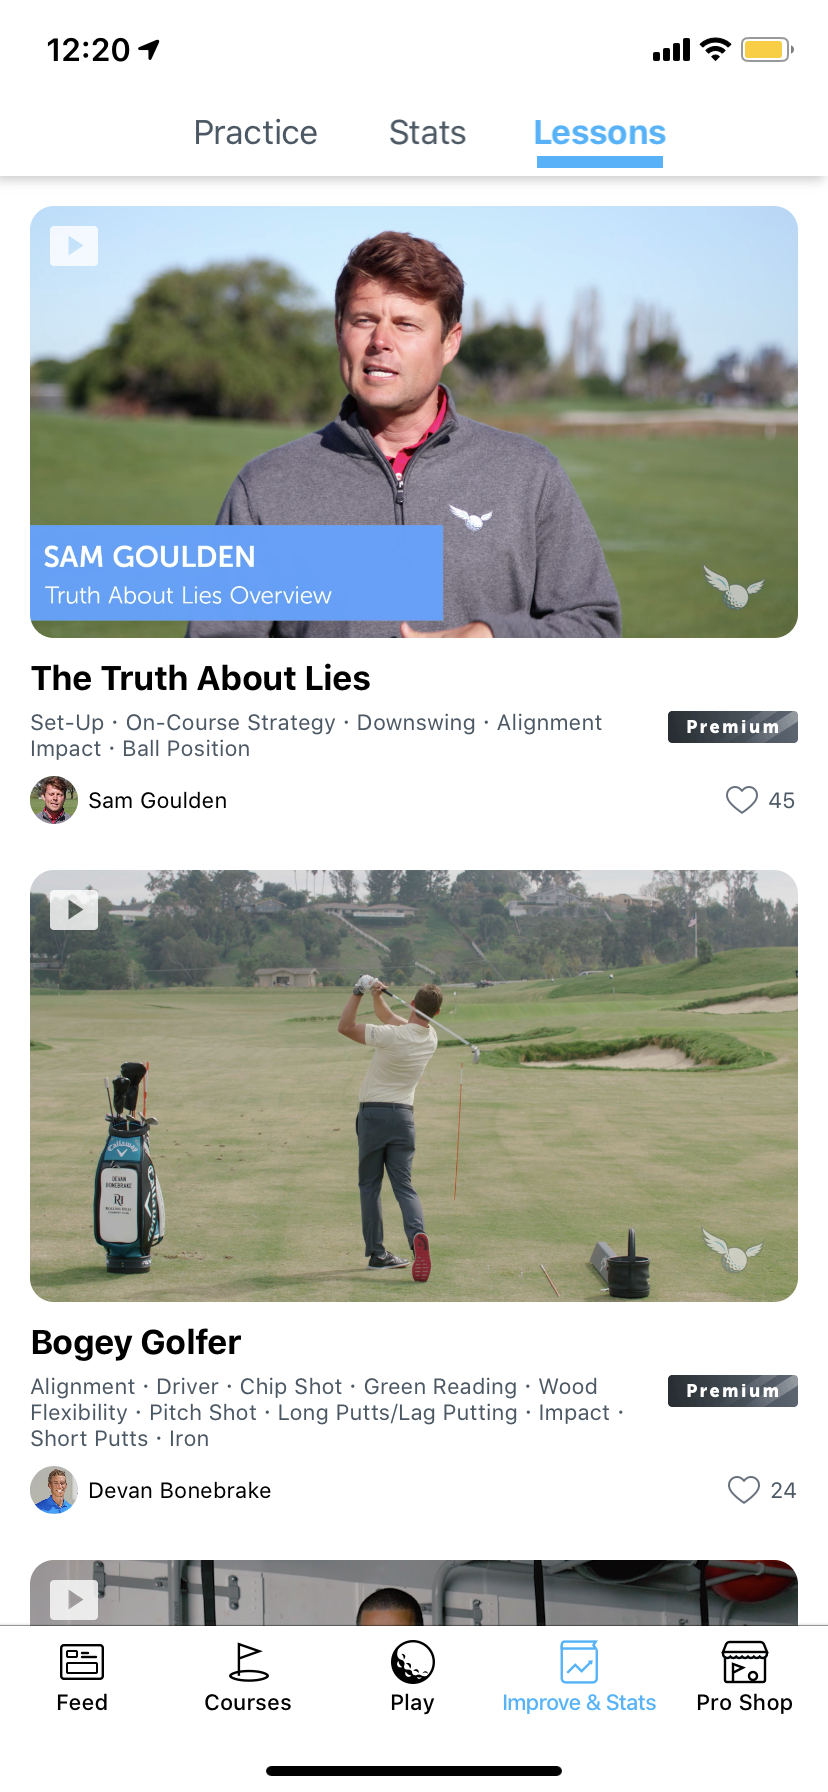 12:20
Practice Stats Lessons
SAM GOULDEN
Truth About Lies Overview
The Truth About Lies
Set-Up · On-Course Strategy · Downswing · Alignment
Impact · Ball Position
Premium
Sam Goulden
45
Callaway
DEVAN
BONEBRAKE
Bogey Golfer
Alignment · Driver · Chip Shot · Green Reading · Wood
Flexibility · Pitch Shot · Long Putts/Lag Putting · Impact ·
Short Putts · Iron
Premium
Devan Bonebrake
24
Feed Courses Play Improve & Stats Pro Shop